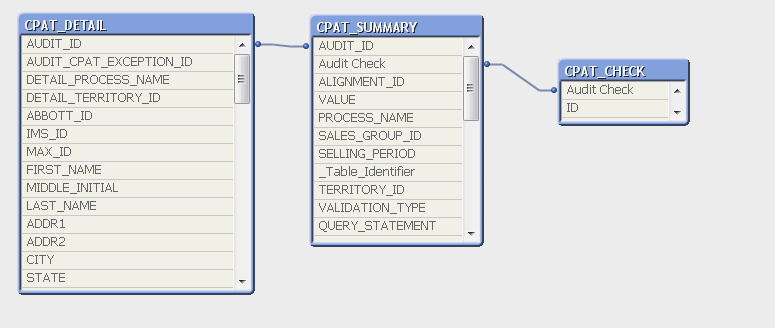 CPAT_DETAIL
AUDIT_ID
AUDIT_CPAT_EXCEPTION_ID
DETAIL_PROCESS_NAME
DETAIL_TERRITORY_ID
ABBOTT_ID
IMS_ID
MAX_ID
FIRST_NAME
MIDDLE_INITIAL
LAST_NAME
ADDR1
ADDR2
CITY
STATE
CPAT_SUMMARY
AUDIT_ID
Audit Check
ALIGNMENT_ID
VALUE
PROCESS_NAME
SALES_GROUP_ID
SELLING_PERIOD
_Table_Identifier
TERRITORY_ID
VALIDATION_TYPE
QUERY_STATEMENT
CPAT_CHECK
Audit Check
ID